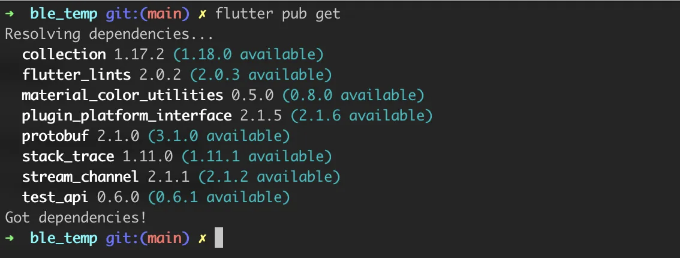 → ble_temp git:(main) ✗ flutter pub get
Resolving dependencies...
  collection 1.17.2 (1.18.0 available)
  flutter_lints 2.0.2 (2.0.3 available)
  material_color_utilities 0.5.0 (0.8.0 available)
  plugin_platform_interface 2.1.5 (2.1.6 available)
  protobuf 2.1.0 (3.1.0 available)
  stack_trace 1.11.0 (1.11.1 available)
  stream_channel 2.1.1 (2.1.2 available)
  test_api 0.6.0 (0.6.1 available)
Got dependencies!
→ ble_temp git:(main) ✗